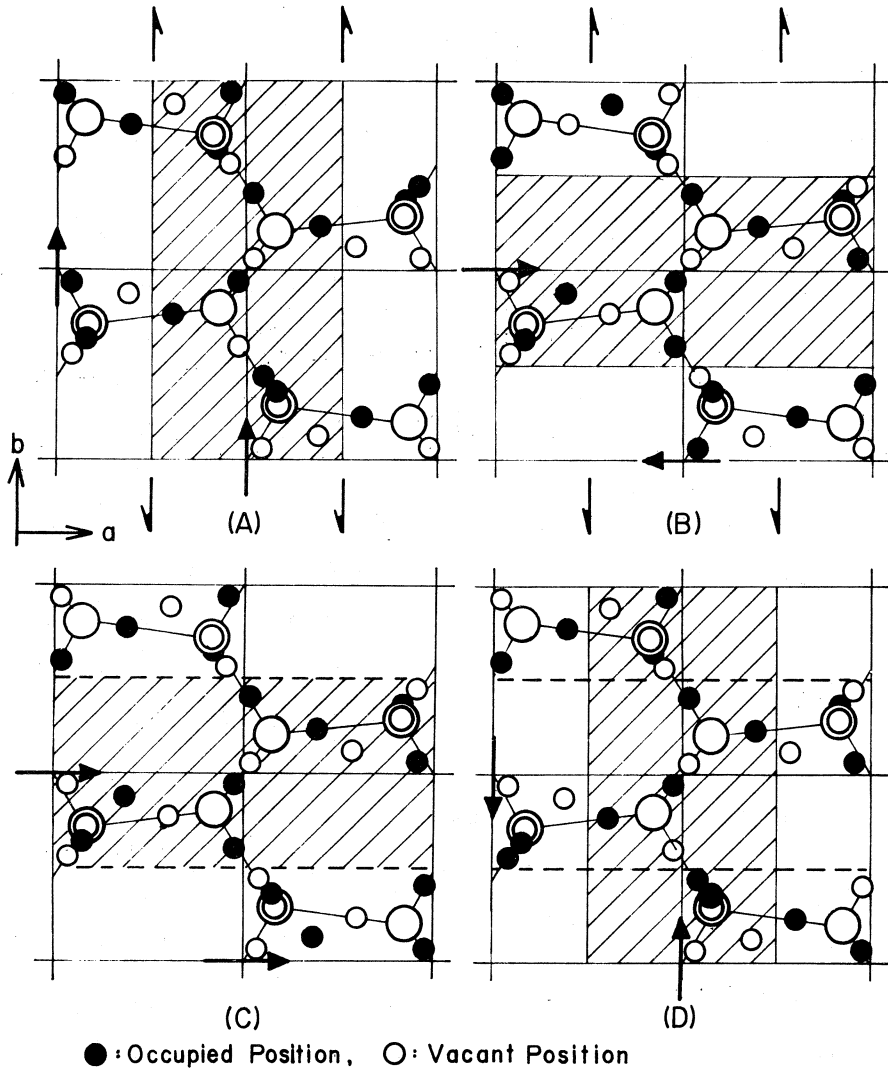 (A)
(B)
b
a
(C)
(D)
: Occupied Position, : Vacant Position